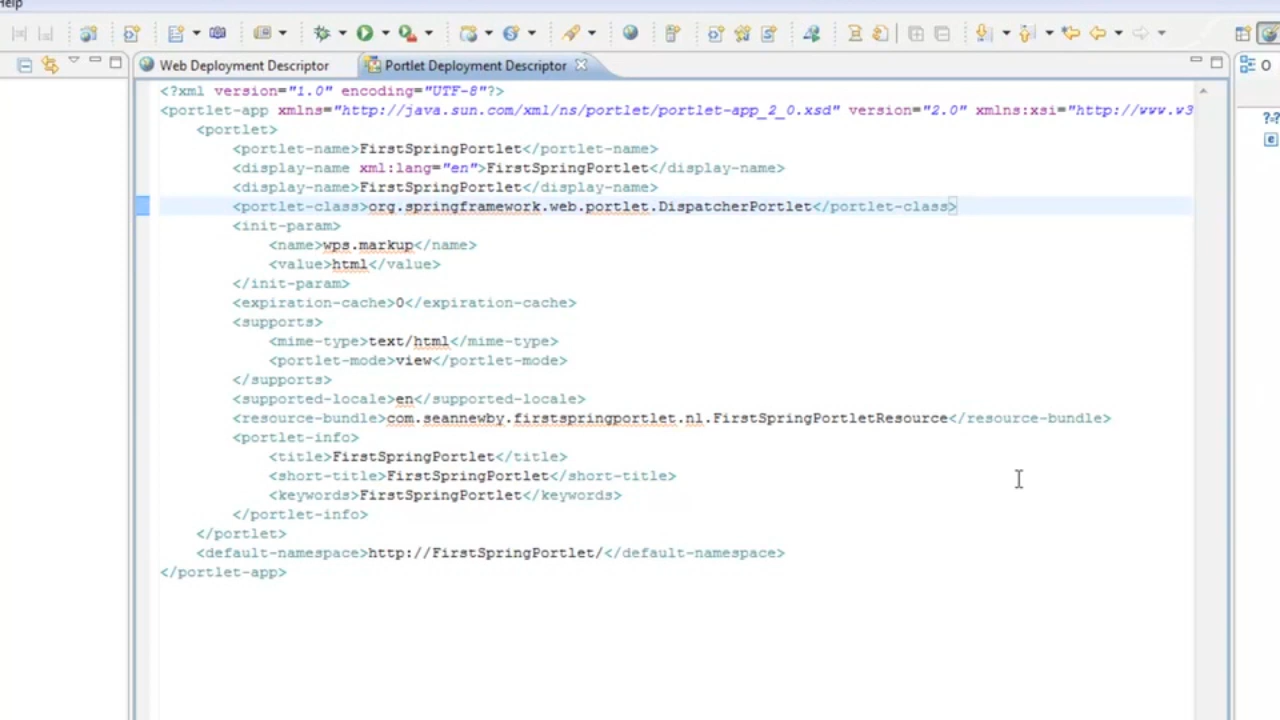 Help
Web Deployment Descriptor
Portlet Deployment Descriptor
O
<?xml version="1.0" encoding="UTF-8"?>
<portlet-app xmlns="http://java.sun.com/xml/ns/portlet/portlet-app_2_0.xsd" version="2.0" xmlns:xsi="http://www.w3
<portlet>
<portlet-name>FirstSpringPortlet</portlet-name>
<display-name xml:lang="en">FirstSpringPortlet</display-name>
<display-name>FirstSpringPortlet</display-name>
<portlet-class>org.springframework.web.portlet.DispatcherPortlet</portlet-class>
<init-param>
<name>wps.markup</name>
<value>html</value>
</init-param>
<expiration-cache>0</expiration-cache>
<supports>
<mime-type>text/html</mime-type>
<portlet-mode>view</portlet-mode>
</supports>
<supported-locale>en</supported-locale>
<resource-bundle>com.seannewby.firstspringportlet.nl.FirstSpringPortletResource</resource-bundle>
<portlet-info>
<title>FirstSpringPortlet</title>
<short-title>FirstSpringPortlet</short-title>
<keywords>FirstSpringPortlet</keywords>
</portlet-info>
</portlet>
<default-namespace>http://FirstSpringPortlet/</default-namespace>
</portlet-app>